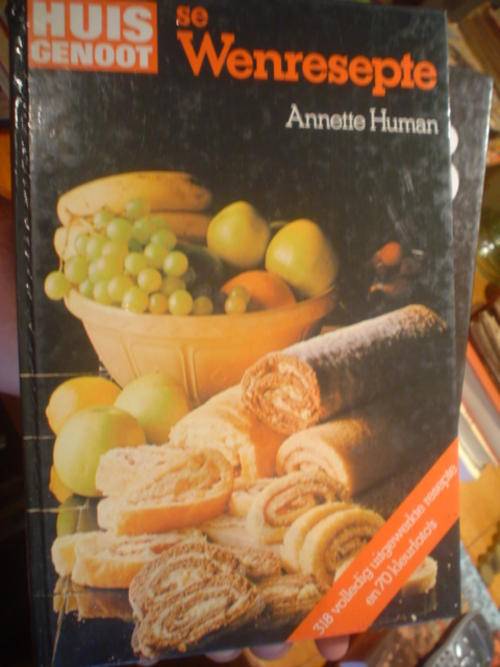 HUIS
GENOOT
se
Wenresepte
Annette Human
318 volledig uitgewerkte resepte
en 70 kleurfoto's